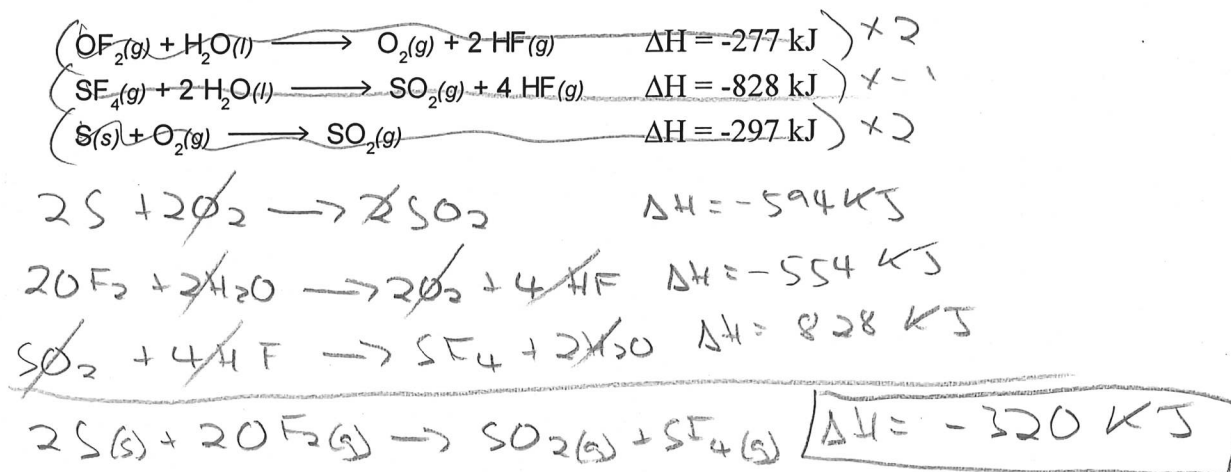 (OF₂(g) + H₂O(l) ⟶ O₂(g) + 2 HF(g) ΔH = -277 kJ) ×2
(SF₄(g) + 2 H₂O(l) ⟶ SO₂(g) + 4 HF(g) ΔH = -828 kJ) ×-1
(S(s) + O₂(g) ⟶ SO₂(g) ΔH = -297 kJ) ×2
2S + 2O₂ ⟶ 2SO₂ ΔH = -594 KJ
2OF₂ + 2H₂O ⟶ 2O₂ + 4HF ΔH = -554 KJ
SO₂ + 4HF ⟶ SF₄ + 2H₂O ΔH = 828 KJ
2S(s) + 2OF₂(g) ⟶ SO₂(g) + SF₄(g) ΔH = -320 KJ